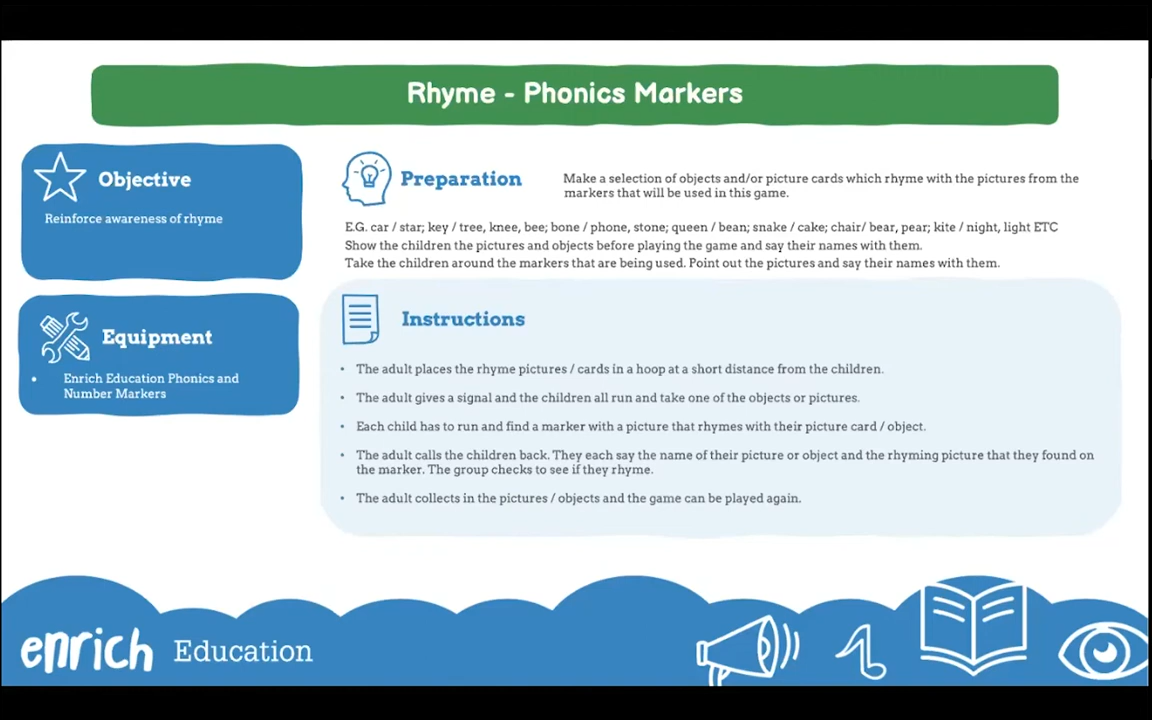 Rhyme - Phonics Markers
Objective
Reinforce awareness of rhyme
Equipment
• Enrich Education Phonics and
Number Markers
Preparation
Make a selection of objects and/or picture cards which rhyme with the pictures from the
markers that will be used in this game.
E.G. car / star; key / tree, knee, bee; bone / phone, stone; queen / bean; snake / cake; chair/ bear, pear; kite / night, light ETC
Show the children the pictures and objects before playing the game and say their names with them.
Take the children around the markers that are being used. Point out the pictures and say their names with them.
Instructions
• The adult places the rhyme pictures / cards in a hoop at a short distance from the children.
• The adult gives a signal and the children all run and take one of the objects or pictures.
• Each child has to run and find a marker with a picture that rhymes with their picture card / object.
• The adult calls the children back. They each say the name of their picture or object and the rhyming picture that they found on
the marker. The group checks to see if they rhyme.
• The adult collects in the pictures / objects and the game can be played again.
enrich Education